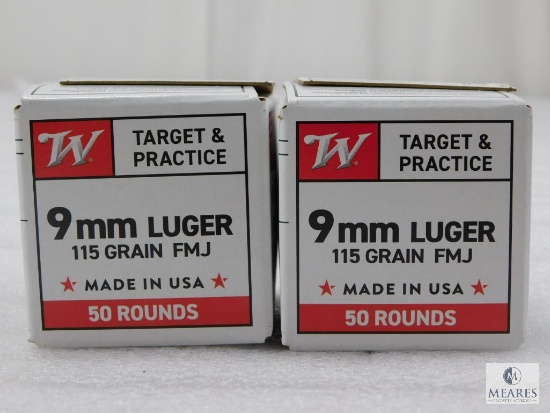 W
TARGET &
PRACTICE
9mm LUGER
115 GRAIN FMJ
★ MADE IN USA ★
50 ROUNDS
W
TARGET &
PRACTICE
9mm LUGER
115 GRAIN FMJ
★ MADE IN USA ★
50 ROUNDS
MEARES